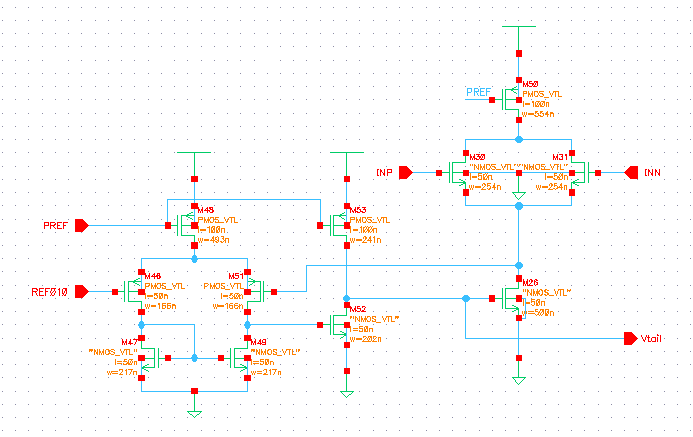 M50
PREF
PMOS_VTL
l=100n
w=554n
M30
M31
INP
"NMOS_VTL"
"NMOS_VTL"
INN
l=50n
l=50n
w=254n
w=254n
M45
M53
PREF
PMOS_VTL
PMOS_VTL
l=100n
l=100n
w=493n
w=241n
M46
M51
REF010
PMOS_VTL
PMOS_VTL
l=50n
l=50n
w=166n
w=166n
M26
"NMOS_VTL"
l=50n
w=500n
M52
"NMOS_VTL"
l=50n
w=202n
M47
M49
"NMOS_VTL"
"NMOS_VTL"
l=50n
l=50n
w=217n
w=217n
Vtail